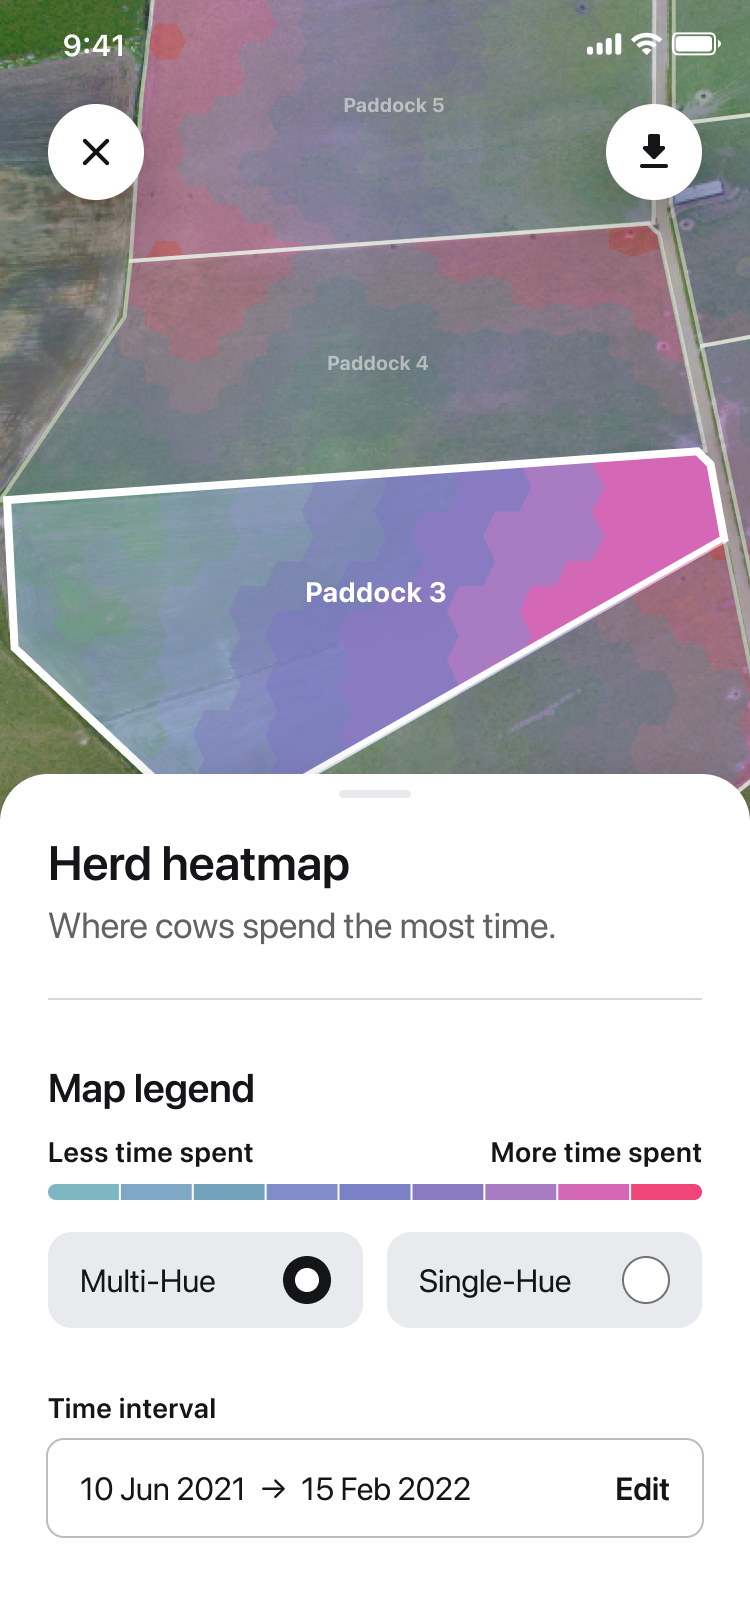 9:41
Paddock 5
Paddock 4
Paddock 3
Herd heatmap
Where cows spend the most time.
Map legend
Less time spent More time spent
Multi-Hue Single-Hue
Time interval
10 Jun 2021 → 15 Feb 2022 Edit